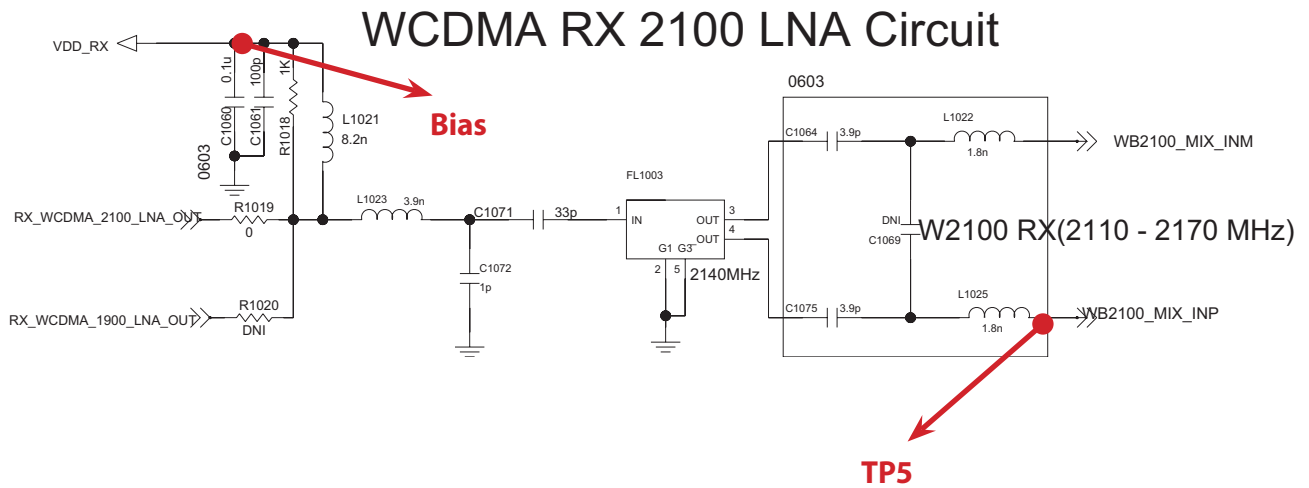 WCDMA RX 2100 LNA Circuit
VDD_RX
0.1u
100p
1K
C1060
C1061
R1018
0603
L1021
8.2n
Bias
0603
C1064
3.9p
L1022
1.8n
WB2100_MIX_INM
RX_WCDMA_2100_LNA_OUT
R1019
0
L1023
3.9n
C1071
33p
FL1003
1
IN
OUT
3
OUT
4
G1
G3
2
5
2140MHz
DNI
C1069
W2100 RX(2110 - 2170 MHz)
C1072
1p
RX_WCDMA_1900_LNA_OUT
R1020
DNI
C1075
3.9p
L1025
1.8n
WB2100_MIX_INP
TP5